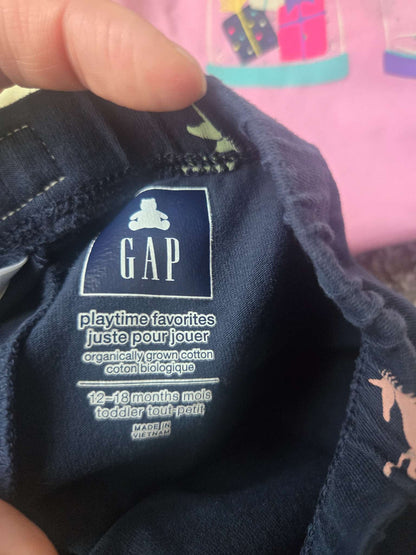 GAP
playtime favorites
juste pour jouer
organically grown cotton
coton biologique
12–18 months mois
toddler tout-petit
MADE IN
VIETNAM